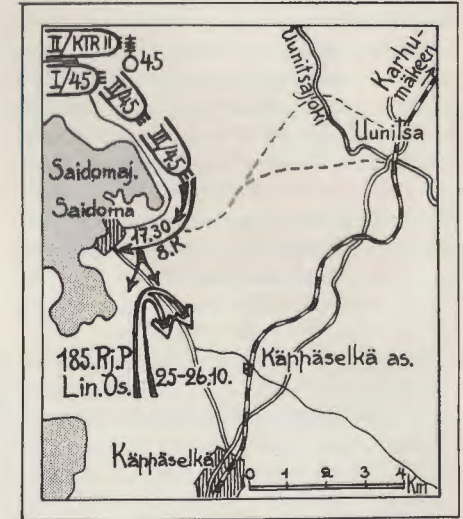 II/KTR II
45
I/45
II/45
III/45
Uunitsajoki
Karhu-
mäkeen
Uunitsa
Saidomaj.
Saidoma
17.30
8.K
185.Rj.P
Lin.Os.
25-26.10.
Käppäselkä as.
Käppäselkä
0 1 2 3 4
Km